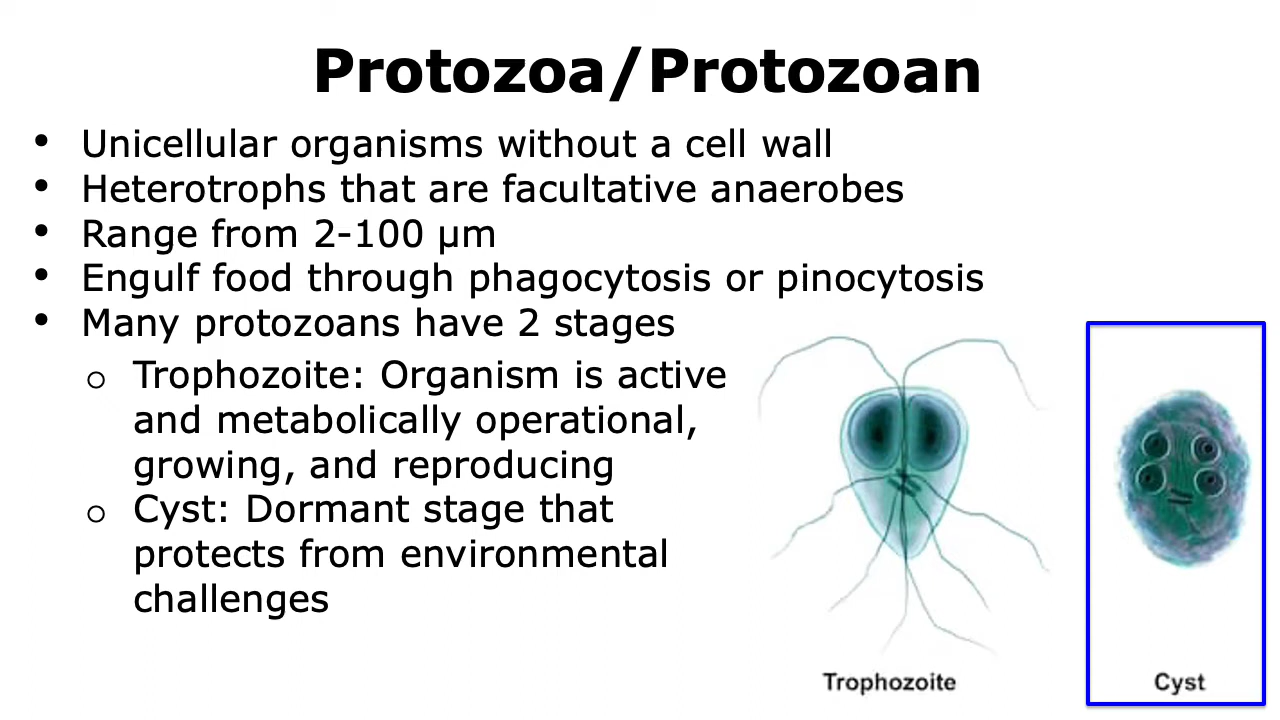 Protozoa/Protozoan
• Unicellular organisms without a cell wall
• Heterotrophs that are facultative anaerobes
• Range from 2-100 µm
• Engulf food through phagocytosis or pinocytosis
• Many protozoans have 2 stages
o Trophozoite: Organism is active
and metabolically operational,
growing, and reproducing
o Cyst: Dormant stage that
protects from environmental
challenges
Trophozoite
Cyst